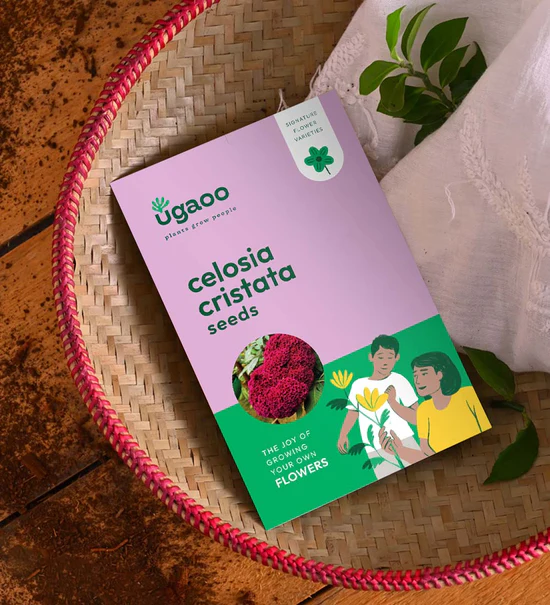 SIGNATURE
FLOWER
VARIETIES
ugaoo
plants grow people
celosia
cristata
seeds
THE JOY OF
GROWING
YOUR OWN
FLOWERS